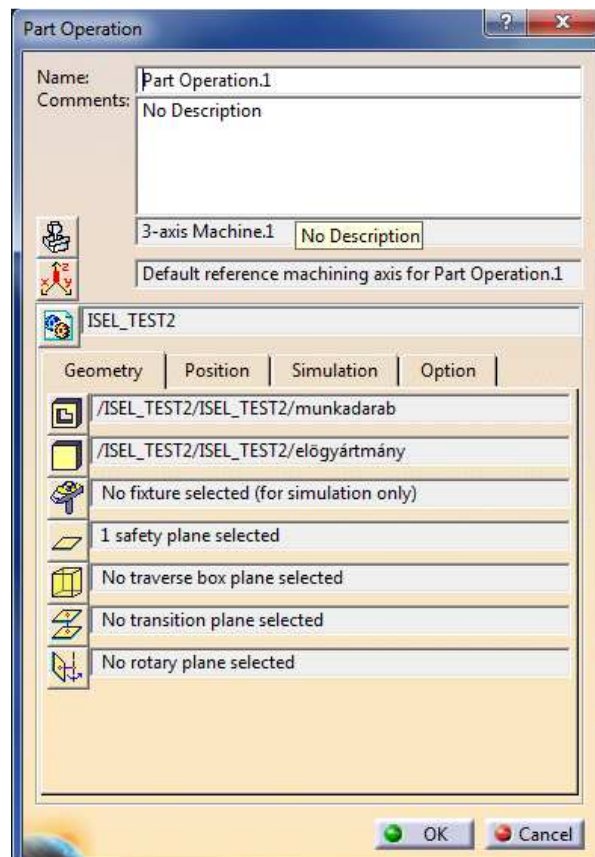 Part Operation
Name:
Part Operation.1
Comments:
No Description
3-axis Machine.1
No Description
Default reference machining axis for Part Operation.1
ISEL_TEST2
Geometry
Position
Simulation
Option
/ISEL_TEST2/ISEL_TEST2/munkadarab
/ISEL_TEST2/ISEL_TEST2/elögyártmány
No fixture selected (for simulation only)
1 safety plane selected
No traverse box plane selected
No transition plane selected
No rotary plane selected
OK
Cancel